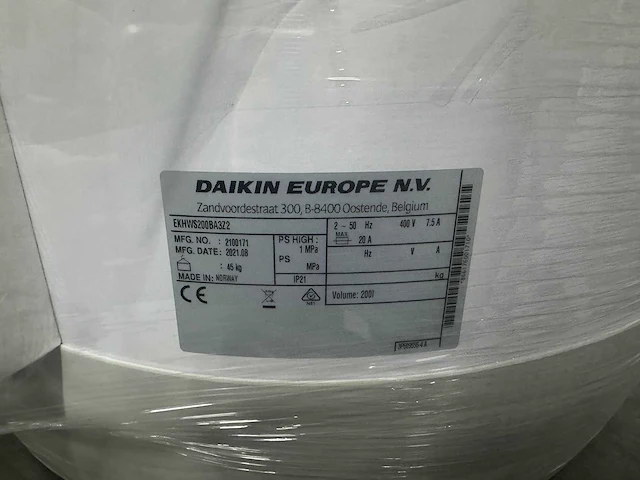 DAIKIN EUROPE N.V.
Zandvoordestraat 300, B-8400 Oostende, Belgium
EKHWS200BA3Z2
2 ~ 50 Hz 400 V 7.5 A
MFG. NO. : 2100171
PS HIGH :
MAX. 20 A
MFG. DATE: 2021.08
1 MPa
Hz V A
: 45 kg
PS MPa
kg
MADE IN: NORWAY
IP21
Volume: 200l
CE